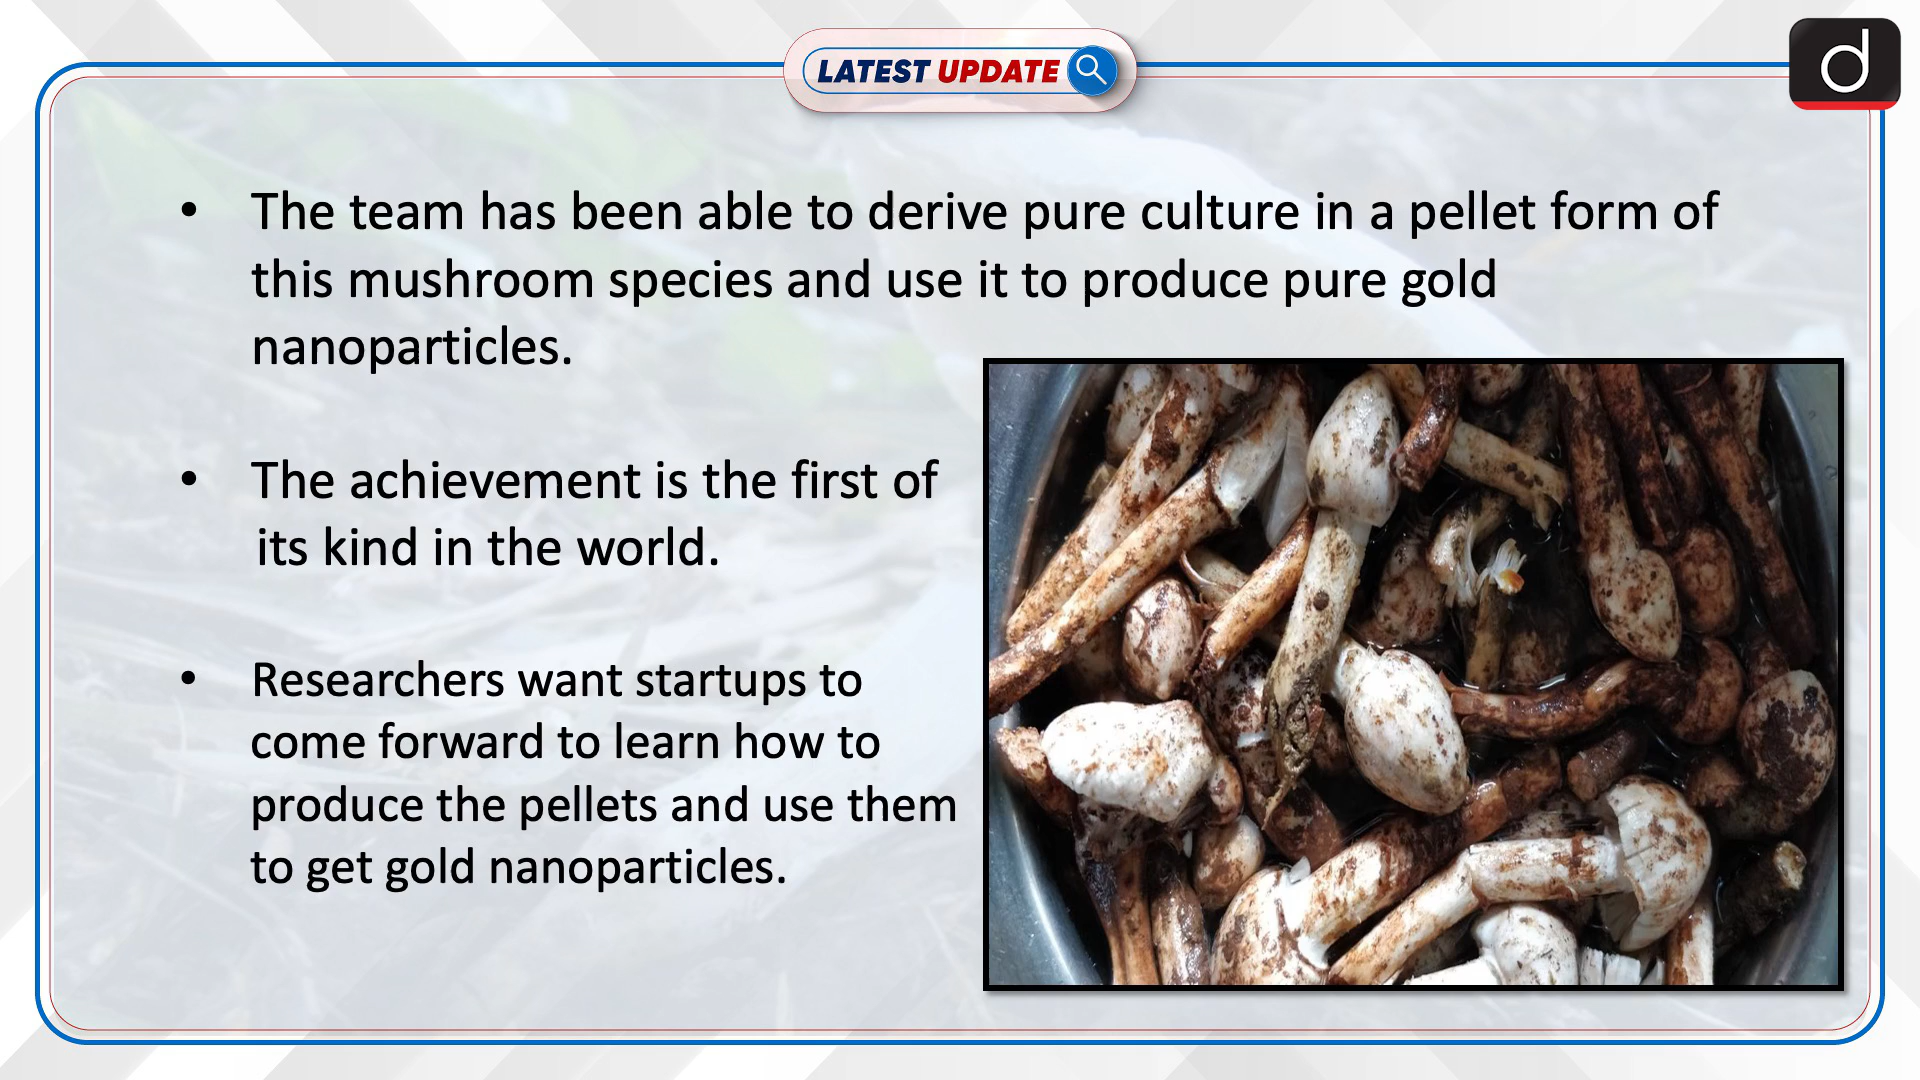 LATEST UPDATE
d
• The team has been able to derive pure culture in a pellet form of
this mushroom species and use it to produce pure gold
nanoparticles.
• The achievement is the first of
its kind in the world.
• Researchers want startups to
come forward to learn how to
produce the pellets and use them
to get gold nanoparticles.